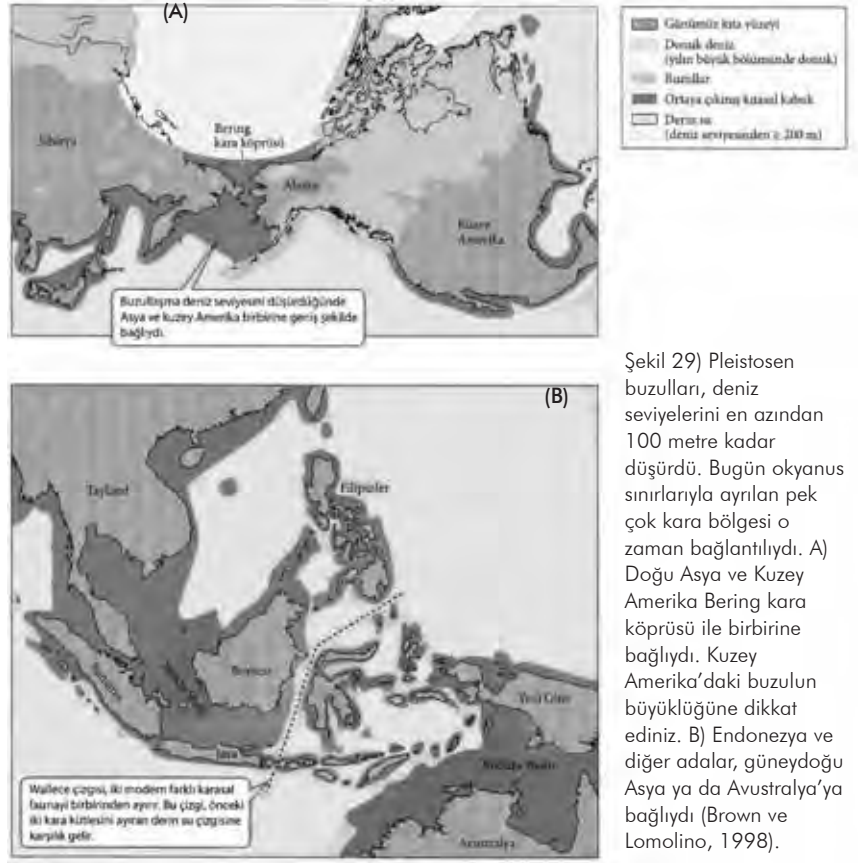 (A)
Günümüz kıta yüzeyi
Donuk deniz
(yılın büyük bölümünde donuk)
Buzullar
Ortaya çıkmış kıtasal kabuk
Derin su
(deniz seviyesinden ≥ 200 m)
Sibirya
Bering
kara köprüsü
Alaska
Kuzey
Amerika
Buzullaşma deniz seviyesini düşürdüğünde
Asya ve kuzey Amerika birbirine geniş şekilde
bağlıydı.
(B)
Tayland
Filipinler
Borneo
Java
Yeni Gine
Avustralya
Wallece çizgisi, iki modern farklı karasal
faunayı birbirinden ayırır. Bu çizgi, önceki
iki kara kütlesini ayıran derin su çizgisine
karşılık gelir.
Şekil 29) Pleistosen
buzulları, deniz
seviyelerini en azından
100 metre kadar
düşürdü. Bugün okyanus
sınırlarıyla ayrılan pek
çok kara bölgesi o
zaman bağlantılıydı. A)
Doğu Asya ve Kuzey
Amerika Bering kara
köprüsü ile birbirine
bağlıydı. Kuzey
Amerika'daki buzulun
büyüklüğüne dikkat
ediniz. B) Endonezya ve
diğer adalar, güneydoğu
Asya ya da Avustralya'ya
bağlıydı (Brown ve
Lomolino, 1998).